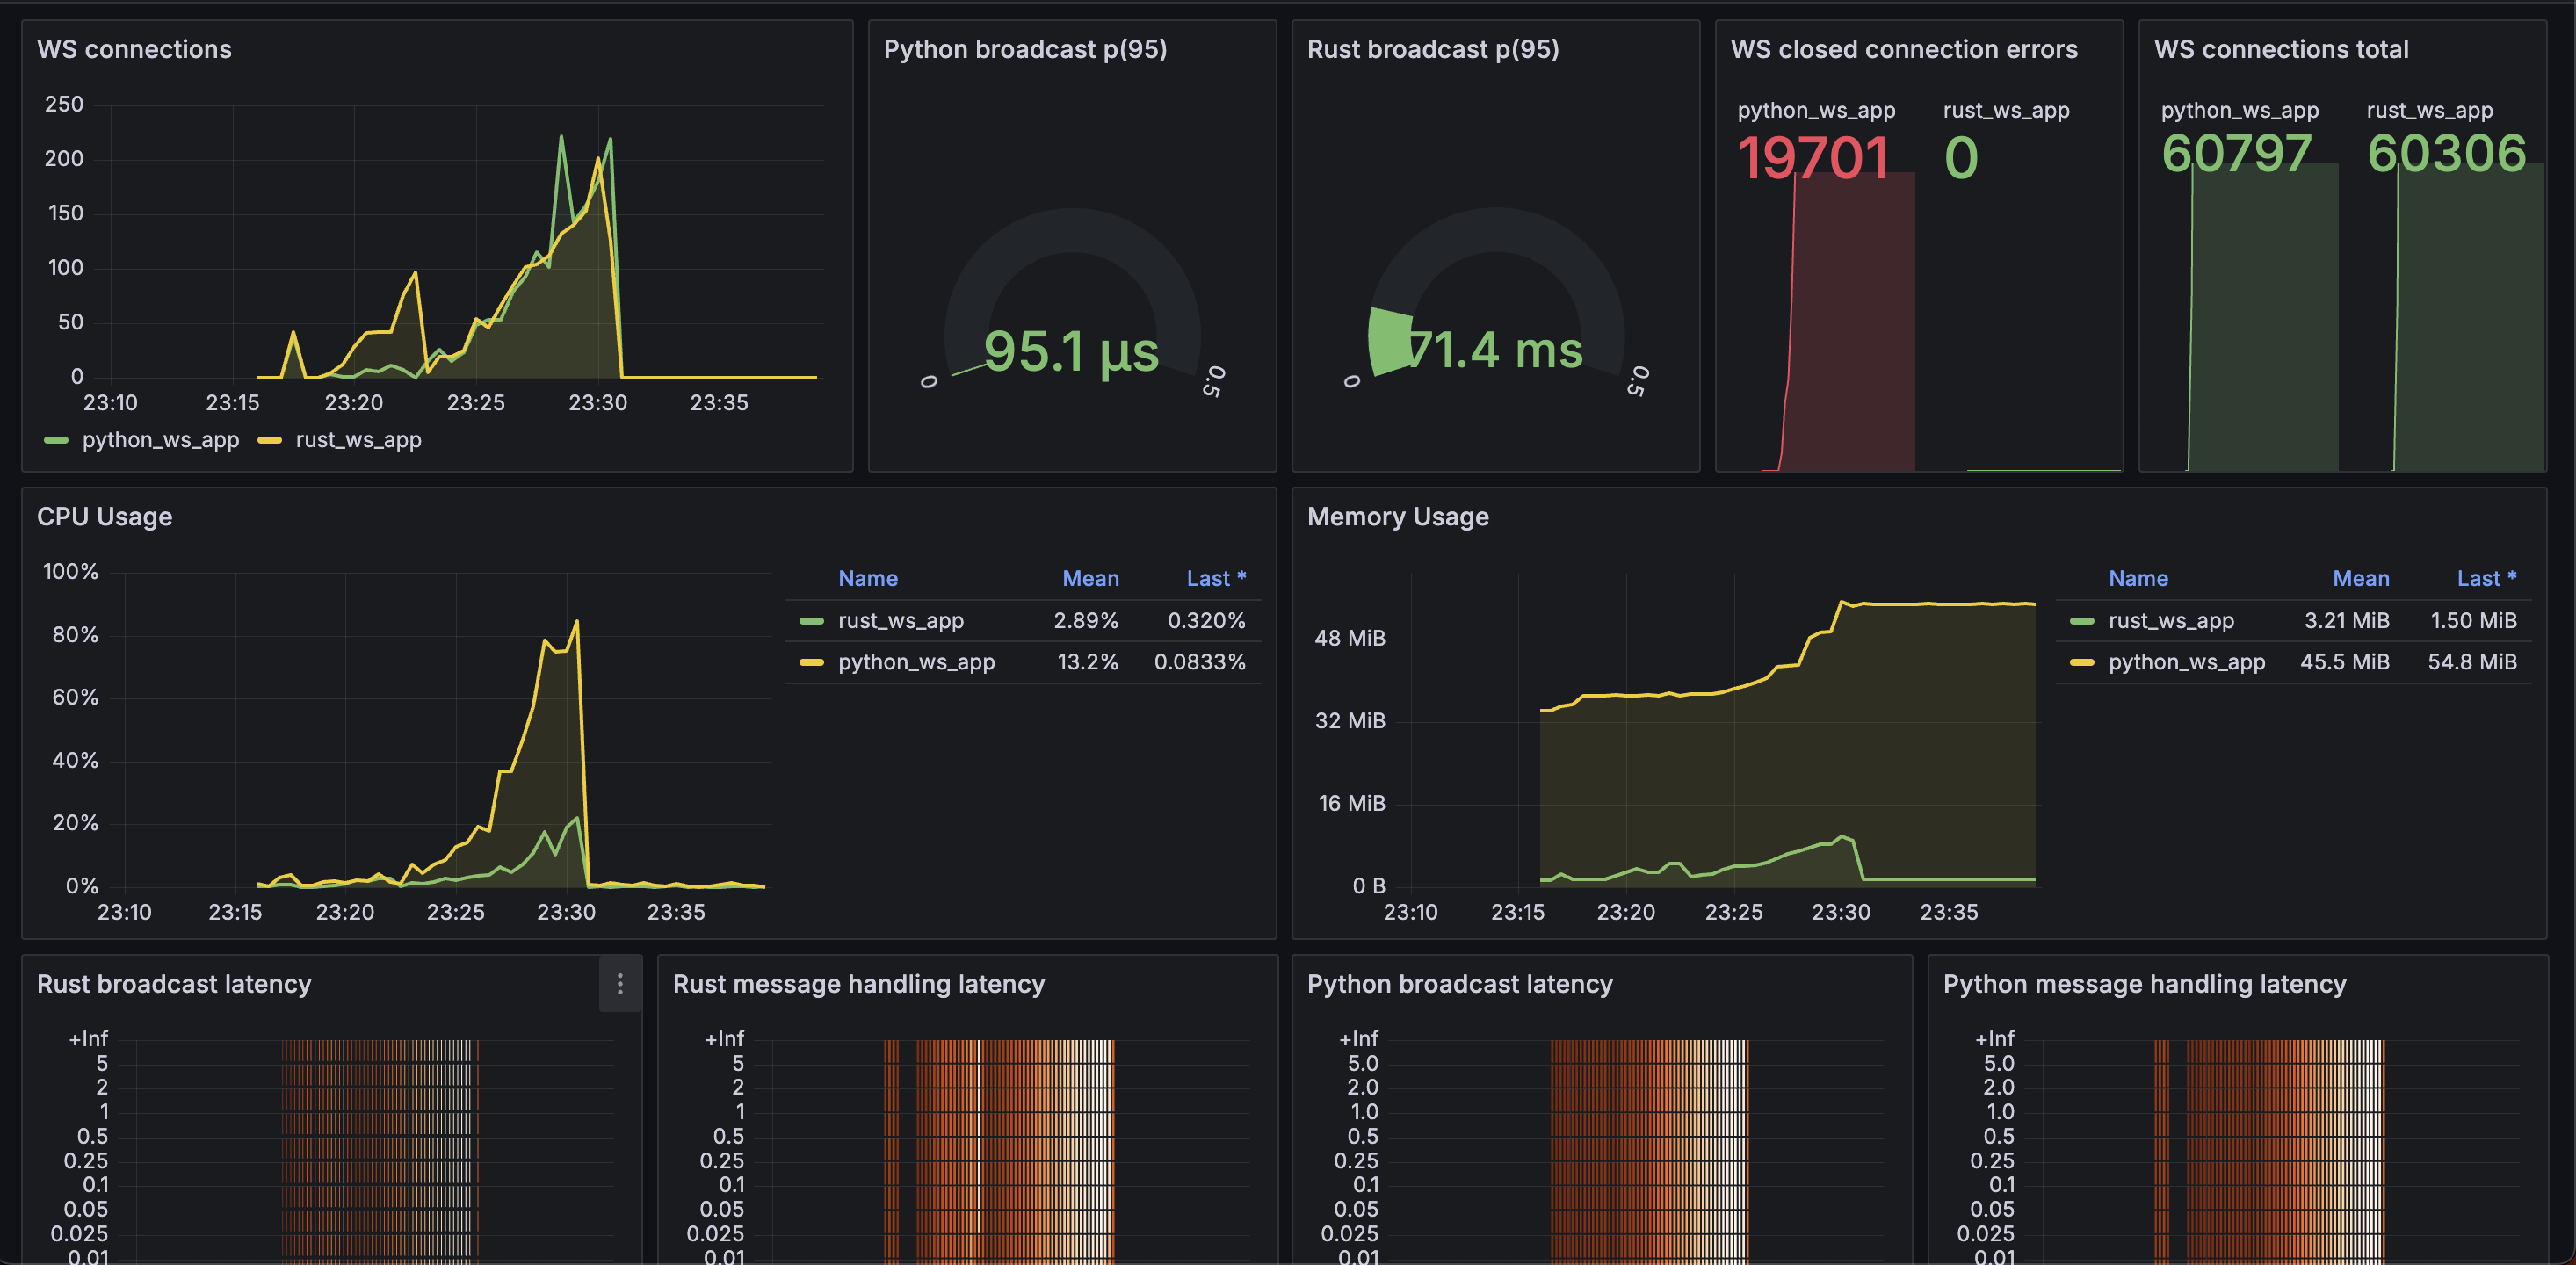 WS connections
250
200
150
100
50
0
23:10 23:15 23:20 23:25 23:30 23:35
python_ws_app rust_ws_app
Python broadcast p(95)
95.1 µs
0 0.5
Rust broadcast p(95)
71.4 ms
0 0.5
WS closed connection errors
python_ws_app rust_ws_app
19701 0
WS connections total
python_ws_app rust_ws_app
60797 60306
CPU Usage
100%
80%
60%
40%
20%
0%
23:10 23:15 23:20 23:25 23:30 23:35
Name Mean Last *
rust_ws_app 2.89% 0.320%
python_ws_app 13.2% 0.0833%
Memory Usage
48 MiB
32 MiB
16 MiB
0 B
23:10 23:15 23:20 23:25 23:30 23:35
Name Mean Last *
rust_ws_app 3.21 MiB 1.50 MiB
python_ws_app 45.5 MiB 54.8 MiB
Rust broadcast latency
+Inf
5
2
1
0.5
0.25
0.1
0.05
0.025
0.01
Rust message handling latency
+Inf
5
2
1
0.5
0.25
0.1
0.05
0.025
0.01
Python broadcast latency
+Inf
5.0
2.0
1.0
0.5
0.25
0.1
0.05
0.025
0.01
Python message handling latency
+Inf
5.0
2.0
1.0
0.5
0.25
0.1
0.05
0.025
0.01